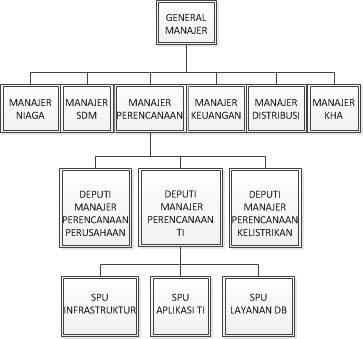 GENERAL
MANAJER
MANAJER
NIAGA
MANAJER
SDM
MANAJER
PERENCANAAN
MANAJER
KEUANGAN
MANAJER
DISTRIBUSI
MANAJER
KHA
DEPUTI
MANAJER
PERENCANAAN
PERUSAHAAN
DEPUTI
MANAJER
PERENCANAAN
TI
DEPUTI
MANAJER
PERENCANAAN
KELISTRIKAN
SPU
INFRASTRUKTUR
SPU
APLIKASI TI
SPU
LAYANAN DB